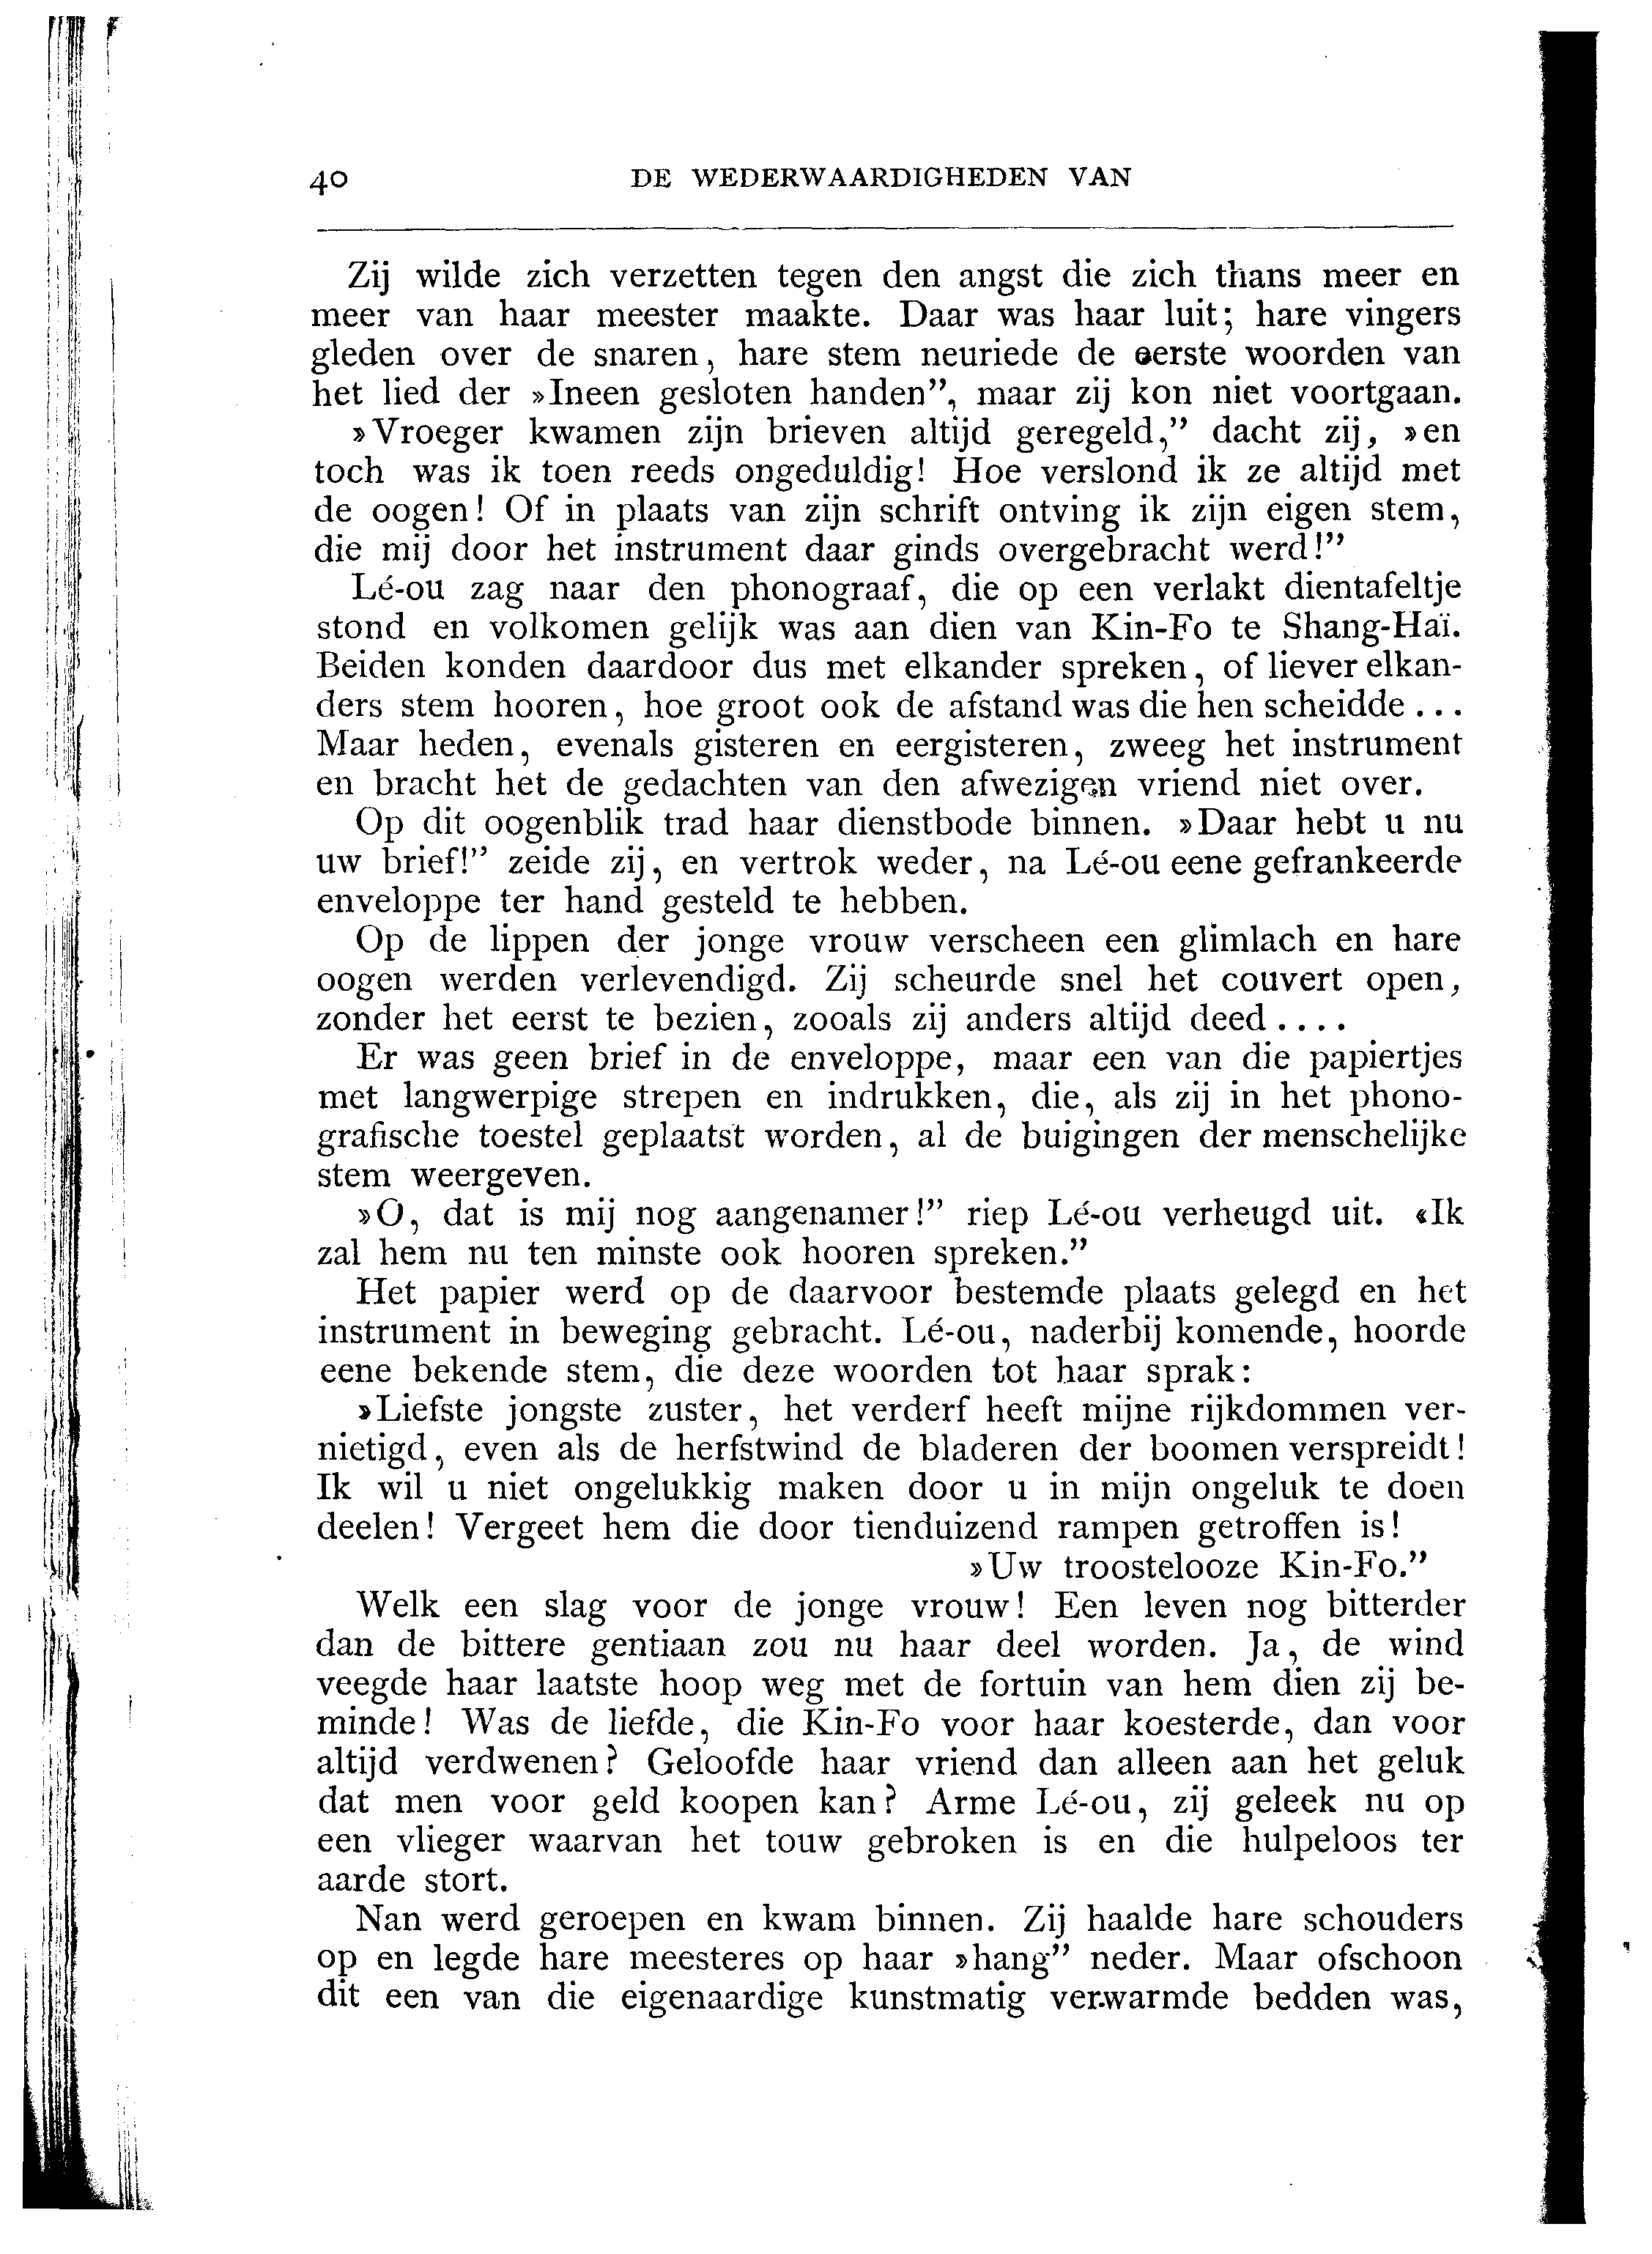 40 DE WEDERWAARDIGHEDEN VAN
Zij wilde zich verzetten tegen den angst die zich thans meer en
meer van haar meester maakte. Daar was haar luit; hare vingers
gleden over de snaren, hare stem neuriede de eerste woorden van
het lied der »Ineen gesloten handen”, maar zij kon niet voortgaan.
»Vroeger kwamen zijn brieven altijd geregeld,” dacht zij, »en
toch was ik toen reeds ongeduldig! Hoe verslond ik ze altijd met
de oogen! Of in plaats van zijn schrift ontving ik zijn eigen stem,
die mij door het instrument daar ginds overgebracht werd!”
Lé-ou zag naar den phonograaf, die op een verlakt dientafeltje
stond en volkomen gelijk was aan dien van Kin-Fo te Shang-Haï.
Beiden konden daardoor dus met elkander spreken, of liever elkan-
ders stem hooren, hoe groot ook de afstand was die hen scheidde...
Maar heden, evenals gisteren en eergisteren, zweeg het instrument
en bracht het de gedachten van den afwezigen vriend niet over.
Op dit oogenblik trad haar dienstbode binnen. »Daar hebt u nu
uw brief!” zeide zij, en vertrok weder, na Lé-ou eene gefrankeerde
enveloppe ter hand gesteld te hebben.
Op de lippen der jonge vrouw verscheen een glimlach en hare
oogen werden verlevendigd. Zij scheurde snel het couvert open,
zonder het eerst te bezien, zooals zij anders altijd deed....
Er was geen brief in de enveloppe, maar een van die papiertjes
met langwerpige strepen en indrukken, die, als zij in het phono-
grafische toestel geplaatst worden, al de buigingen der menschelijke
stem weergeven.
»O, dat is mij nog aangenamer!” riep Lé-ou verheugd uit. «Ik
zal hem nu ten minste ook hooren spreken.”
Het papier werd op de daarvoor bestemde plaats gelegd en het
instrument in beweging gebracht. Lé-ou, naderbij komende, hoorde
eene bekende stem, die deze woorden tot haar sprak:
»Liefste jongste zuster, het verderf heeft mijne rijkdommen ver-
nietigd, even als de herfstwind de bladeren der boomen verspreidt!
Ik wil u niet ongelukkig maken door u in mijn ongeluk te doen
deelen! Vergeet hem die door tienduizend rampen getroffen is!
»Uw troostelooze Kin-Fo.”
Welk een slag voor de jonge vrouw! Een leven nog bitterder
dan de bittere gentiaan zou nu haar deel worden. Ja, de wind
veegde haar laatste hoop weg met de fortuin van hem dien zij be-
minde! Was de liefde, die Kin-Fo voor haar koesterde, dan voor
altijd verdwenen? Geloofde haar vriend dan alleen aan het geluk
dat men voor geld koopen kan? Arme Lé-ou, zij geleek nu op
een vlieger waarvan het touw gebroken is en die hulpeloos ter
aarde stort.
Nan werd geroepen en kwam binnen. Zij haalde hare schouders
op en legde hare meesteres op haar »hang” neder. Maar ofschoon
dit een van die eigenaardige kunstmatig verwarmde bedden was,